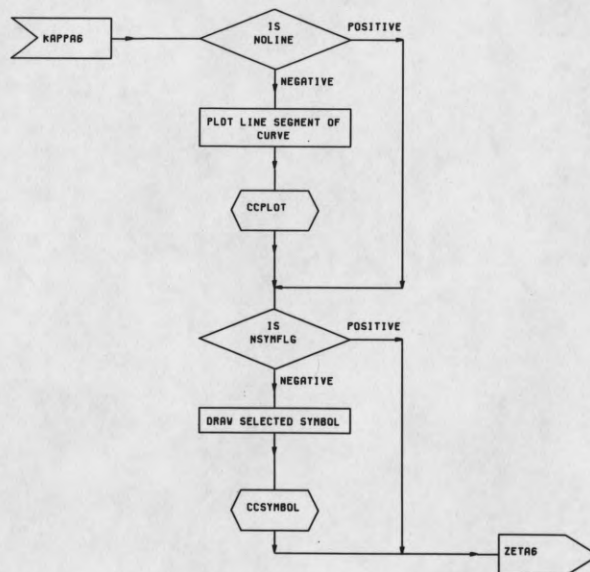 IS
NOLINE
POSITIVE
KAPPA6
NEGATIVE
PLOT LINE SEGMENT OF
CURVE
CCPLOT
IS
NSYMFLG
POSITIVE
NEGATIVE
DRAW SELECTED SYMBOL
CCSYMBOL
ZETA6